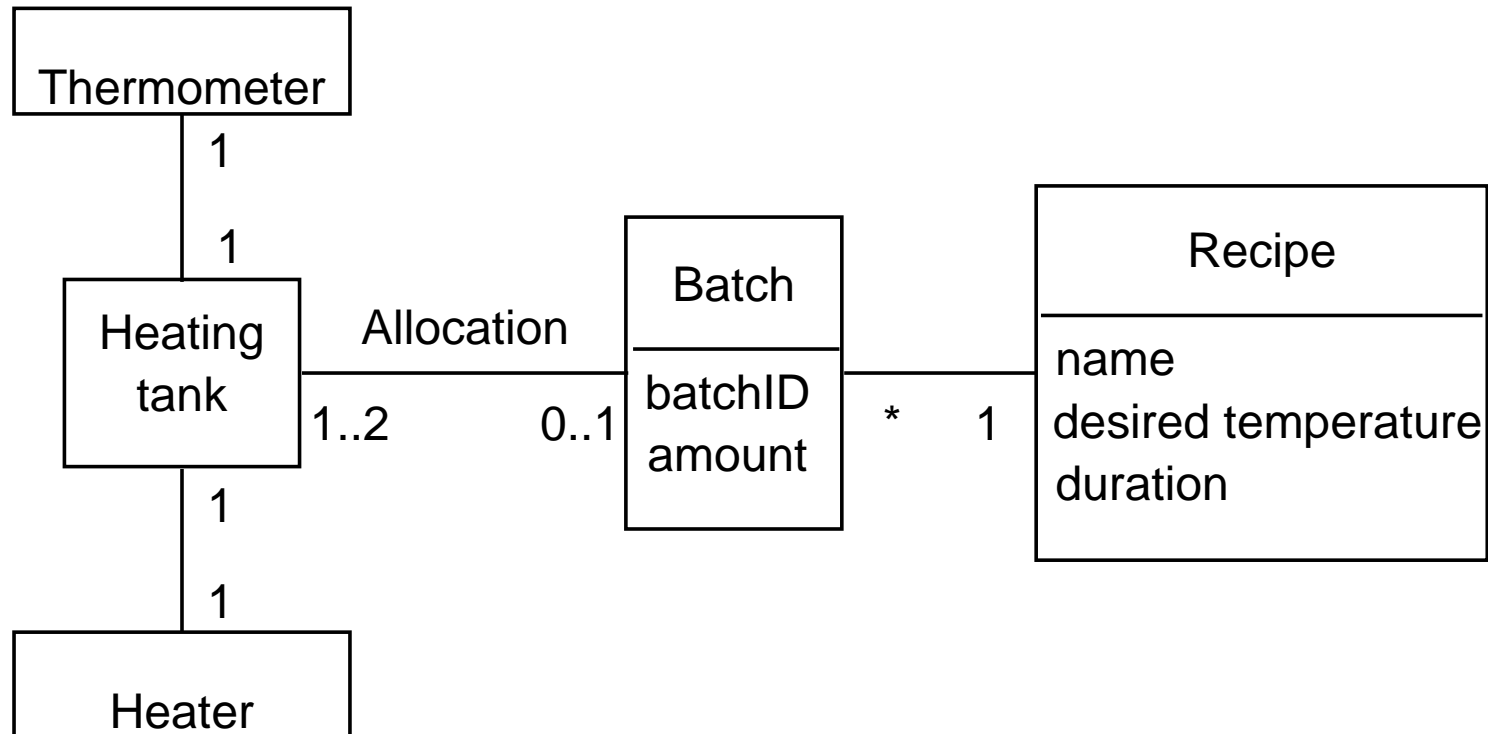 Thermometer
1
1
Heating
tank
Allocation
1..2
0..1
Batch
batchID
amount
*
1
Recipe
name
desired temperature
duration
1
1
Heater